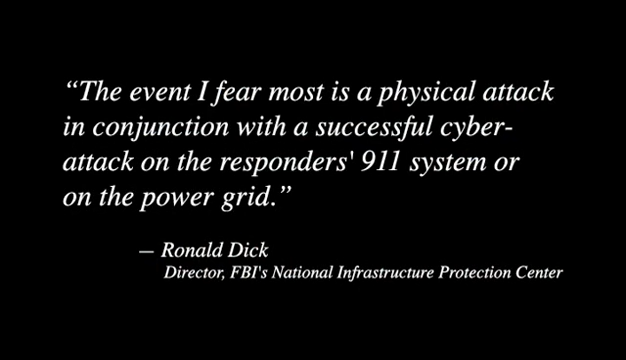 “The event I fear most is a physical attack
in conjunction with a successful cyber-
attack on the responders' 911 system or
on the power grid.”
— Ronald Dick
Director, FBI's National Infrastructure Protection Center